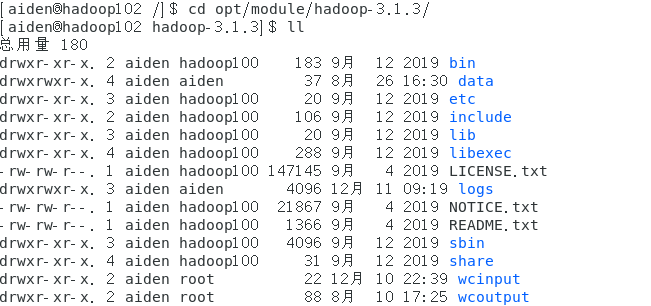 [aiden@hadoop102 /]$ cd opt/module/hadoop-3.1.3/
[aiden@hadoop102 hadoop-3.1.3]$ ll
总用量 180
drwxr-xr-x. 2 aiden hadoop100    183 9月  12 2019 bin
drwxrwxr-x. 4 aiden aiden         37 8月  26 16:30 data
drwxr-xr-x. 3 aiden hadoop100     20 9月  12 2019 etc
drwxr-xr-x. 2 aiden hadoop100    106 9月  12 2019 include
drwxr-xr-x. 3 aiden hadoop100     20 9月  12 2019 lib
drwxr-xr-x. 4 aiden hadoop100    288 9月  12 2019 libexec
-rw-rw-r--. 1 aiden hadoop100 147145 9月   4 2019 LICENSE.txt
drwxrwxr-x. 3 aiden aiden       4096 12月 11 09:19 logs
-rw-rw-r--. 1 aiden hadoop100  21867 9月   4 2019 NOTICE.txt
-rw-rw-r--. 1 aiden hadoop100   1366 9月   4 2019 README.txt
drwxr-xr-x. 3 aiden hadoop100   4096 9月  12 2019 sbin
drwxr-xr-x. 4 aiden hadoop100     31 9月  12 2019 share
drwxr-xr-x. 2 aiden root          22 12月 10 22:39 wcinput
drwxr-xr-x. 2 aiden root          88 8月  10 17:25 wcoutput